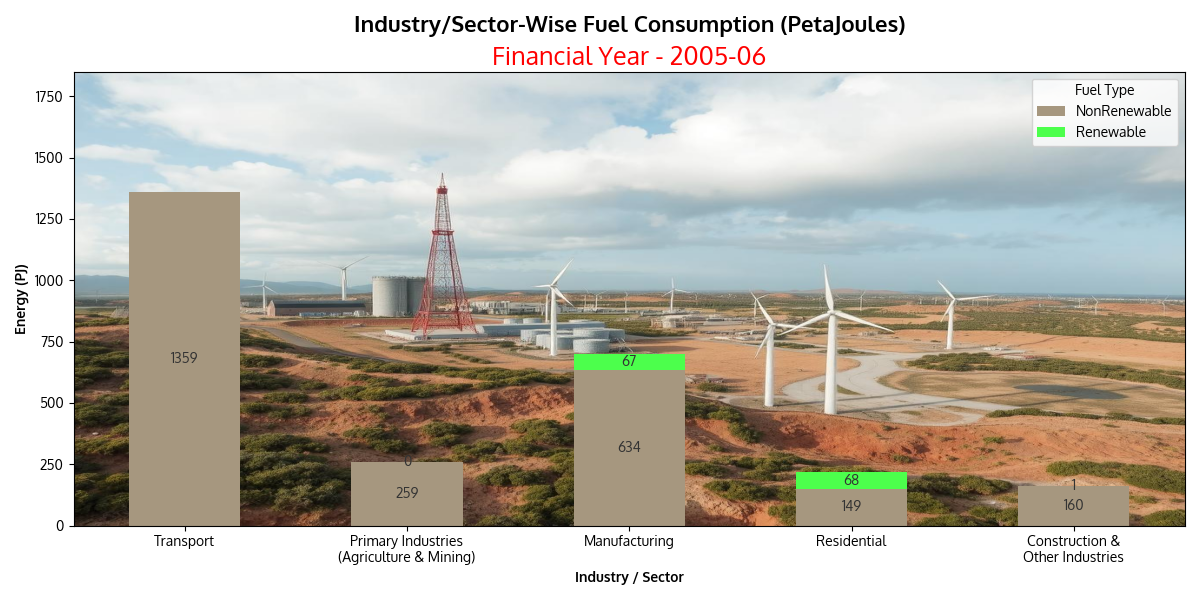 Industry/Sector-Wise Fuel Consumption (PetaJoules)
Financial Year - 2005-06
Fuel Type
NonRenewable
Renewable
Energy (PJ)
1750
1500
1250
1000
750
500
250
0
1359
0
259
67
634
68
149
1
160
Transport
Primary Industries
(Agriculture & Mining)
Manufacturing
Residential
Construction &
Other Industries
Industry / Sector